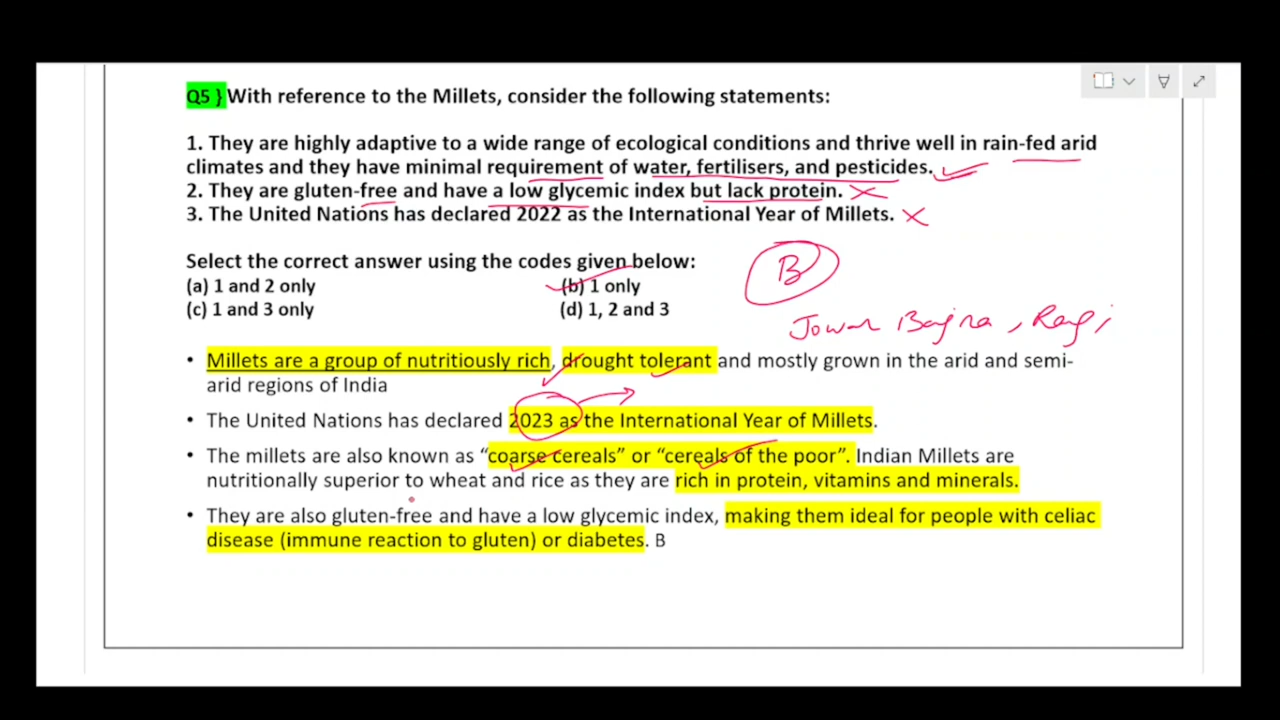 Q5 } With reference to the Millets, consider the following statements:
1. They are highly adaptive to a wide range of ecological conditions and thrive well in rain-fed arid
climates and they have minimal requirement of water, fertilisers, and pesticides.
2. They are gluten-free and have a low glycemic index but lack protein.
3. The United Nations has declared 2022 as the International Year of Millets.
Select the correct answer using the codes given below:
(a) 1 and 2 only (b) 1 only
(c) 1 and 3 only (d) 1, 2 and 3
B
Jowar Bajra, Ragi
• Millets are a group of nutritiously rich, drought tolerant and mostly grown in the arid and semi-
arid regions of India
• The United Nations has declared 2023 as the International Year of Millets.
• The millets are also known as “coarse cereals” or “cereals of the poor”. Indian Millets are
nutritionally superior to wheat and rice as they are rich in protein, vitamins and minerals.
• They are also gluten-free and have a low glycemic index, making them ideal for people with celiac
disease (immune reaction to gluten) or diabetes. B